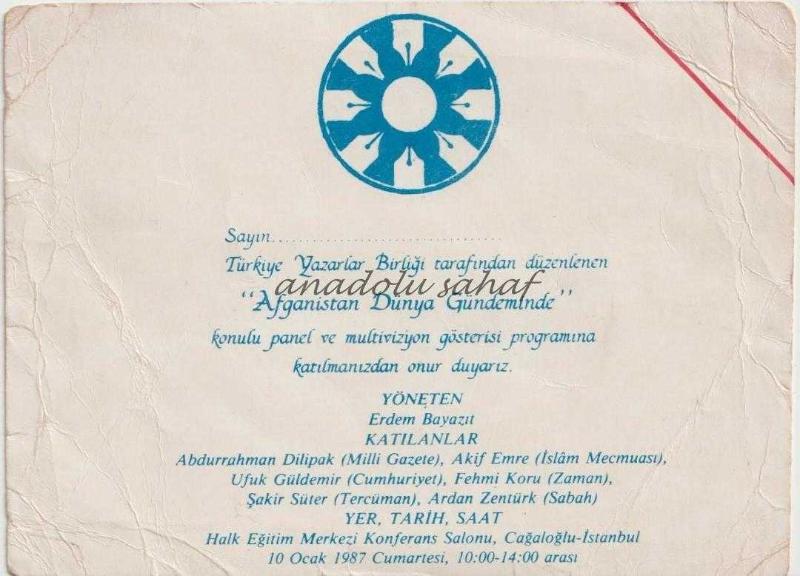 Sayın...............................
Türkiye Yazarlar Birliği tarafından düzenlenen
anadolu sahaf
"Afganistan Dünya Gündeminde"
konulu panel ve multivizyon gösterisi programına
katılmanızdan onur duyarız.
YÖNETEN
Erdem Bayazıt
KATILANLAR
Abdurrahman Dilipak (Milli Gazete), Akif Emre (İslâm Mecmuası),
Ufuk Güldemir (Cumhuriyet), Fehmi Koru (Zaman),
Şakir Süter (Tercüman), Ardan Zentürk (Sabah)
YER, TARİH, SAAT
Halk Eğitim Merkezi Konferans Salonu, Cağaloğlu-İstanbul
10 Ocak 1987 Cumartesi, 10:00-14:00 arası